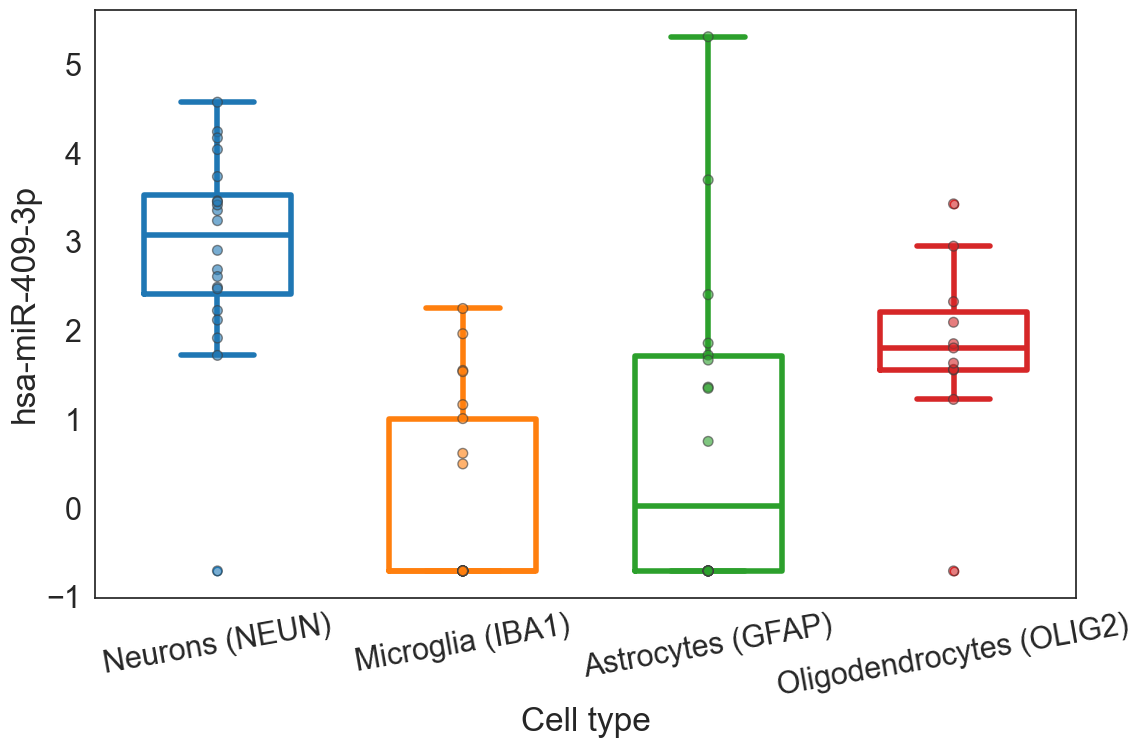 hsa-miR-409-3p
5
4
3
2
1
0
−1
Neurons (NEUN)
Microglia (IBA1)
Astrocytes (GFAP)
Oligodendrocytes (OLIG2)
Cell type